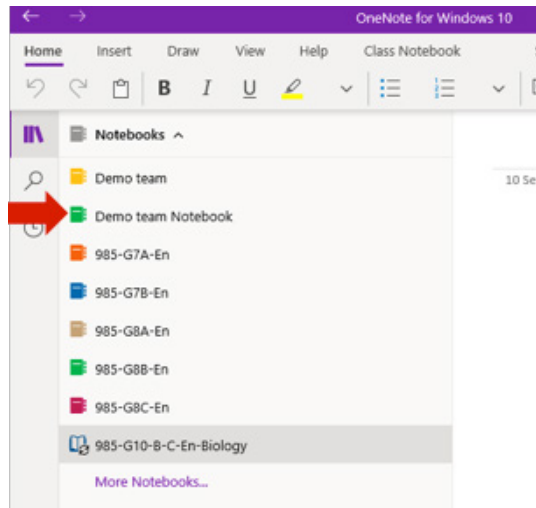 OneNote for Windows 10
Home Insert Draw View Help Class Notebook
B I U
Notebooks
Demo team
10 Se
Demo team Notebook
985-G7A-En
985-G7B-En
985-G8A-En
985-G8B-En
985-G8C-En
985-G10-B-C-En-Biology
More Notebooks...